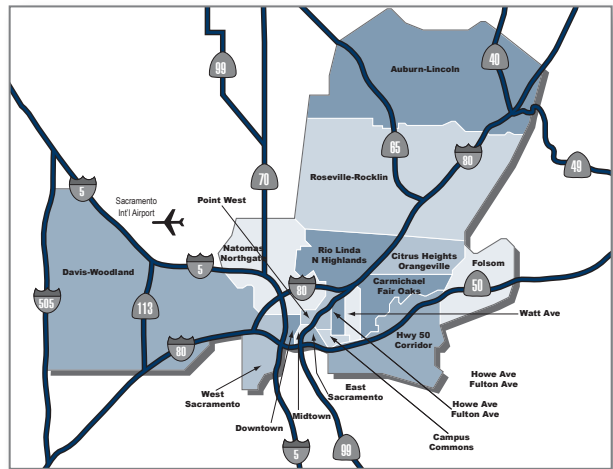 99
40
Auburn-Lincoln
65
80
49
5
Sacramento
Int'l Airport
Point West
70
Roseville-Rocklin
Natomas
Northgate
Rio Linda
N Highlands
Citrus Heights
Orangeville
Folsom
Davis-Woodland
5
80
Carmichael
Fair Oaks
50
505
113
Watt Ave
80
Hwy 50
Corridor
West
Sacramento
East
Sacramento
Howe Ave
Fulton Ave
Downtown
Midtown
Howe Ave
Fulton Ave
Campus
Commons
5
99